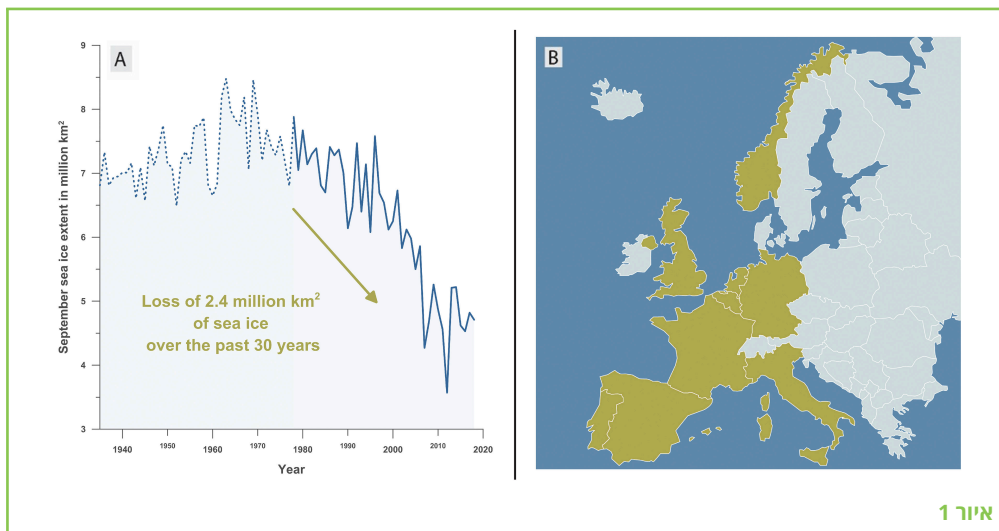 A
9
8
7
6
5
4
3
September sea ice extent in million km²
Loss of 2.4 million km²
of sea ice
over the past 30 years
1940 1950 1960 1970 1980 1990 2000 2010 2020
Year
B
איור 1